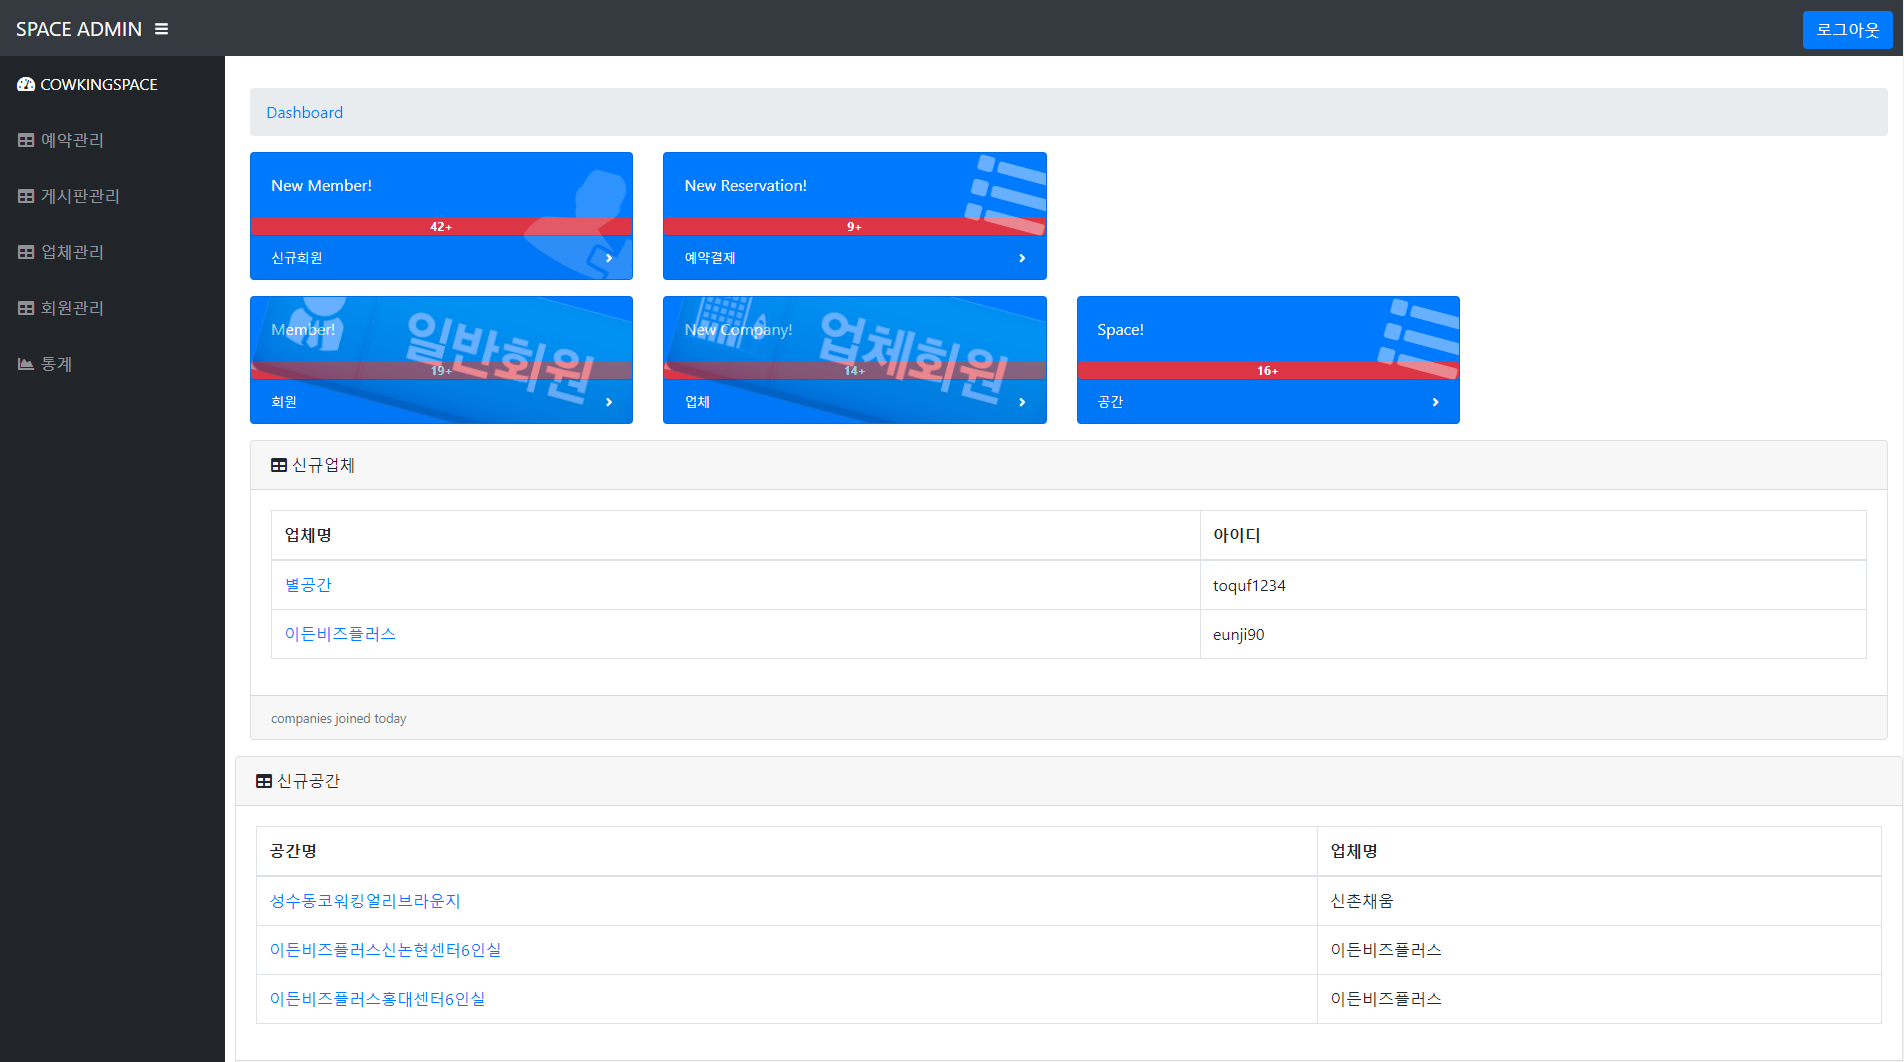 SPACE ADMIN
로그아웃
COWKINGSPACE
예약관리
게시판관리
업체관리
회원관리
통계
Dashboard
New Member!
42+
신규회원
New Reservation!
9+
예약결제
Member!
일반회원
19+
회원
New Company!
업체회원
14+
업체
Space!
16+
공간
신규업체
업체명 아이디
별공간 toquf1234
이든비즈플러스 eunji90
companies joined today
신규공간
공간명 업체명
성수동코워킹얼리브라운지 신촌채움
이든비즈플러스신논현센터6인실 이든비즈플러스
이든비즈플러스홍대센터6인실 이든비즈플러스